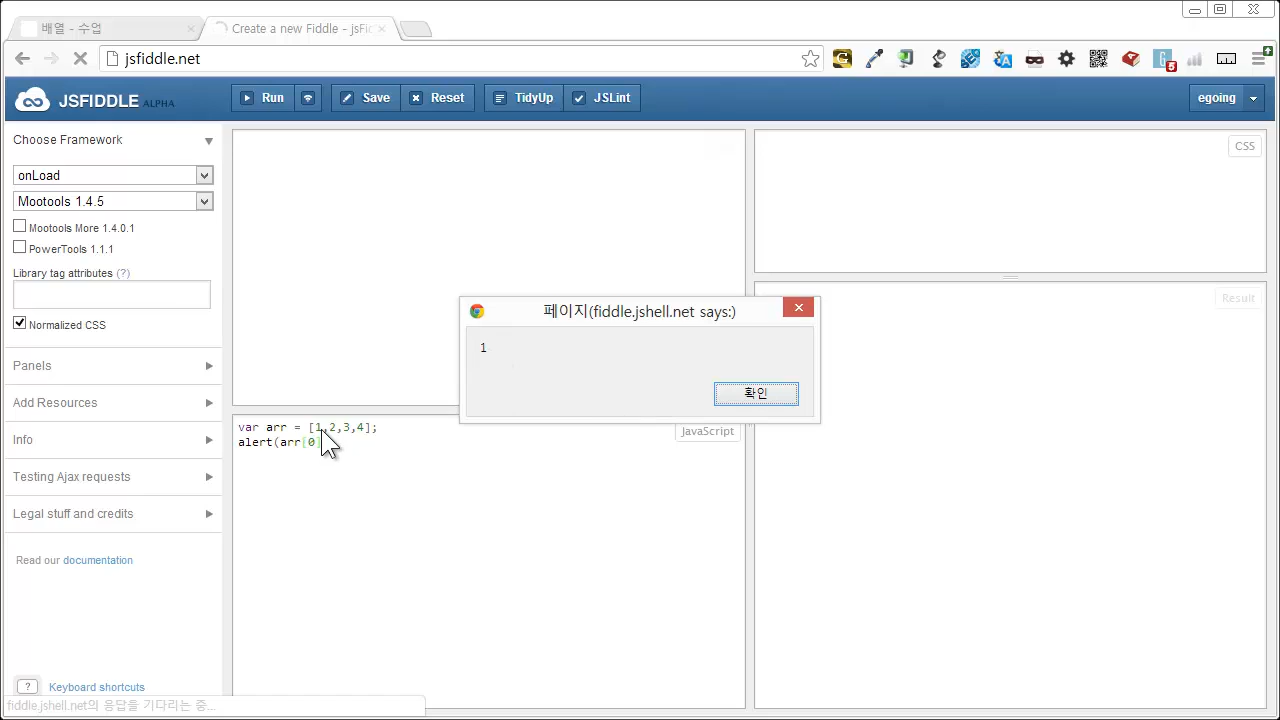 배열 - 수업
Create a new Fiddle - jsFid
jsfiddle.net
5
JSFIDDLE ALPHA
Run
Save
Reset
TidyUp
JSLint
egoing
Choose Framework
onLoad
Mootools 1.4.5
Mootools More 1.4.0.1
PowerTools 1.1.1
Library tag attributes (?)
Normalized CSS
Panels
Add Resources
Info
Testing Ajax requests
Legal stuff and credits
Read our documentation
? Keyboard shortcuts
fiddle.jshell.net의 응답을 기다리는 중...
CSS
Result
페이지(fiddle.jshell.net says:)
1
확인
var arr = [1,2,3,4];
alert(arr[0]
JavaScript